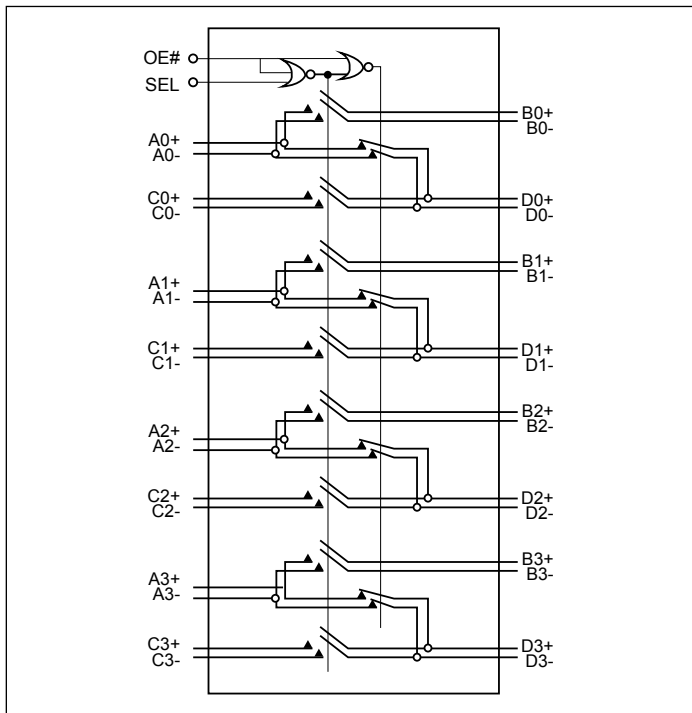 OE#
SEL
B0+
B0-
A0+
A0-
C0+
C0-
D0+
D0-
B1+
B1-
A1+
A1-
C1+
C1-
D1+
D1-
B2+
B2-
A2+
A2-
C2+
C2-
D2+
D2-
B3+
B3-
A3+
A3-
C3+
C3-
D3+
D3-